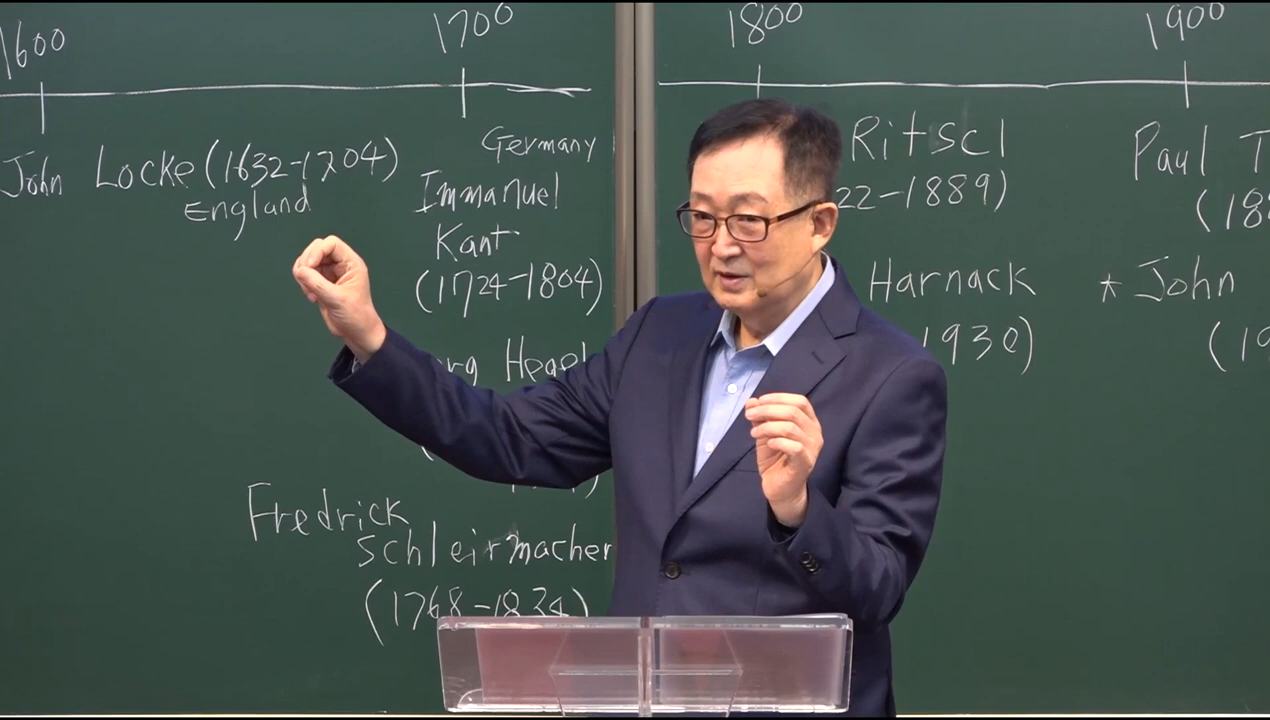 1600
1700
1800
1900
John Locke (1632-1704)
England
Germany
Immanuel
Kant
(1724-1804)
Hegel
Fredrick
Schleirmacher
(1768-1834)
Ritscl
22-1889)
Harnack
1930)
Paul T
(18
* John
(19